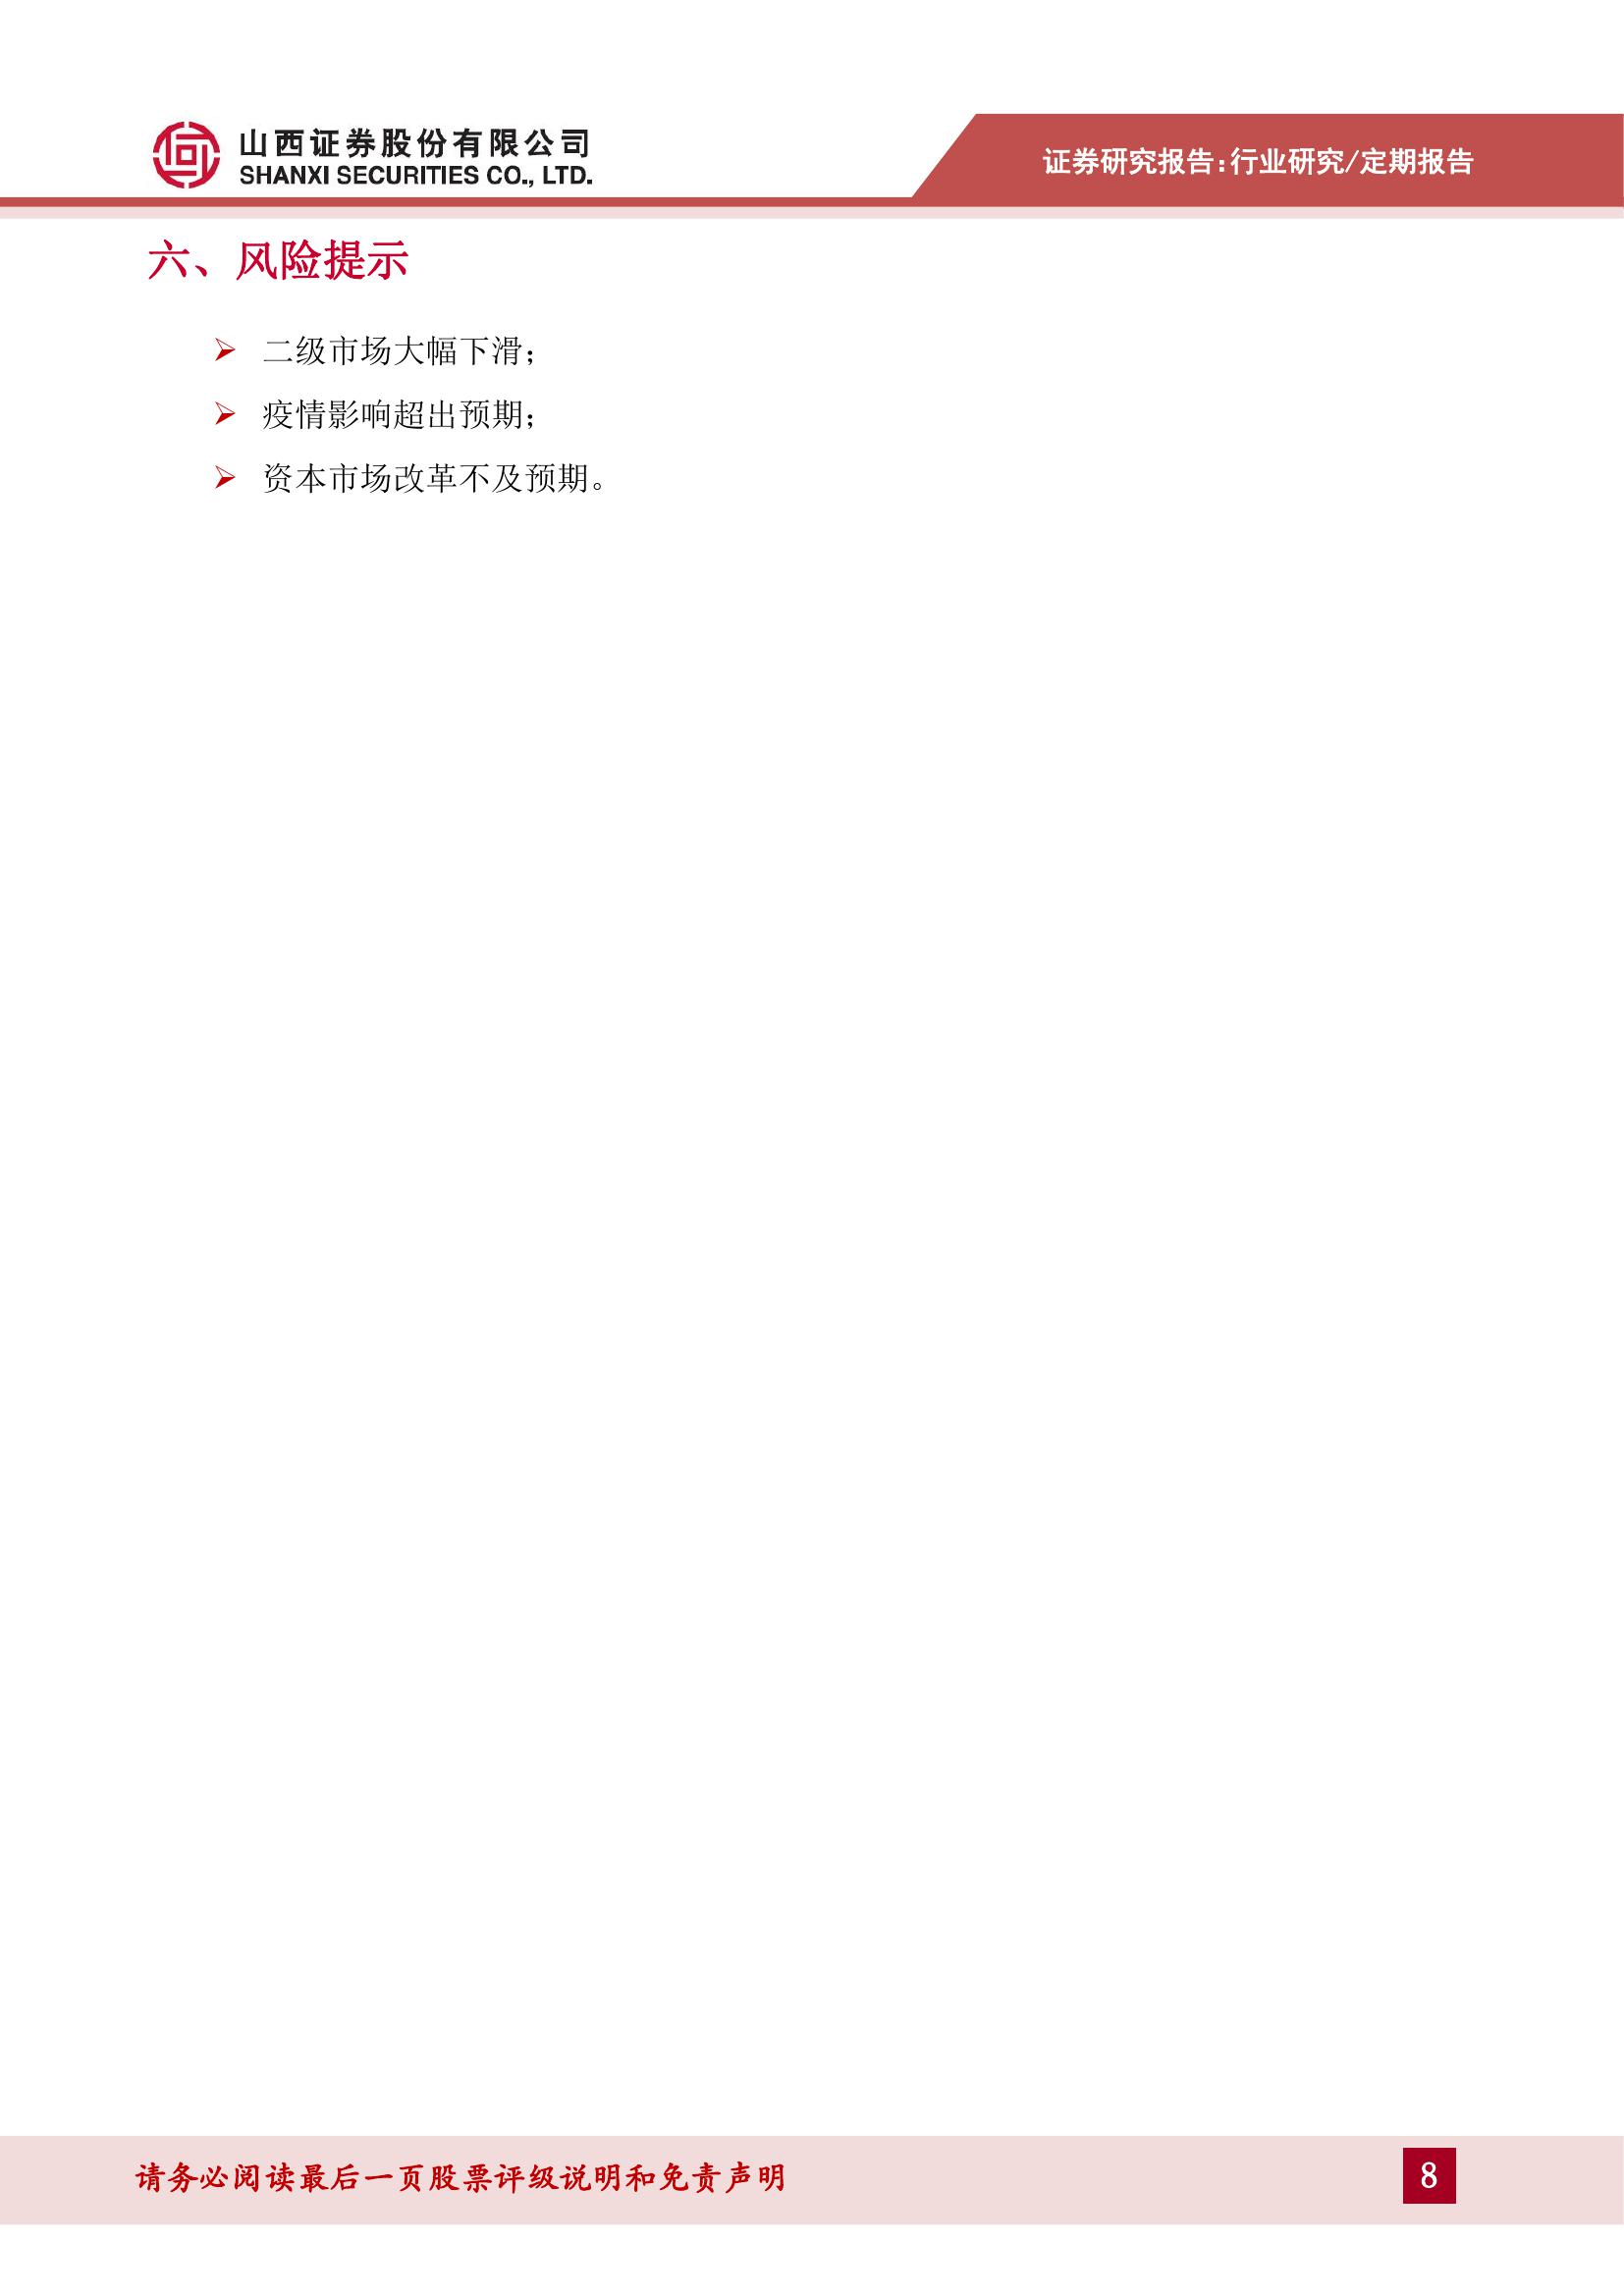 山西证券股份有限公司
SHANXI SECURITIES CO., LTD.
证券研究报告:行业研究/定期报告
六、风险提示
➢ 二级市场大幅下滑；
➢ 疫情影响超出预期；
➢ 资本市场改革不及预期。
请务必阅读最后一页股票评级说明和免责声明
8